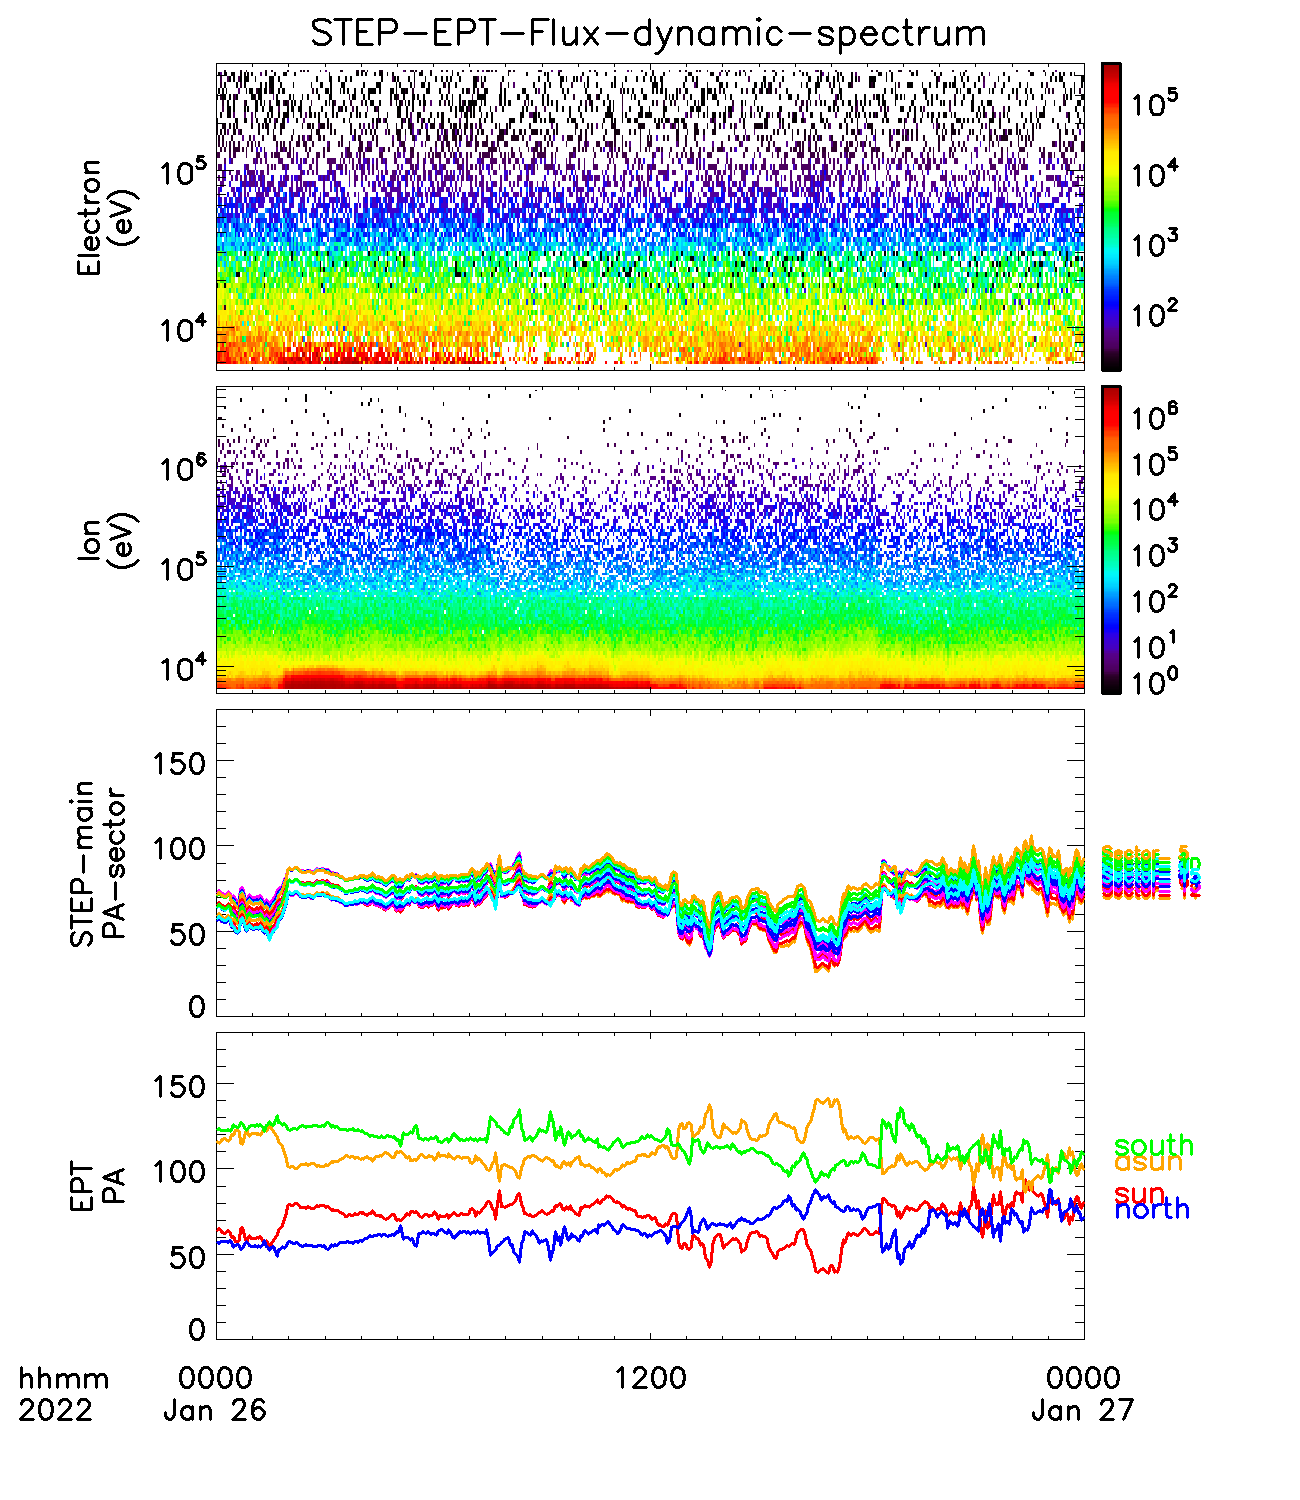 STEP-EPT-Flux-dynamic-spectrum
Electron
(eV)
10^5
10^4
10^5
10^4
10^3
10^2
Ion
(eV)
10^6
10^5
10^4
10^6
10^5
10^4
10^3
10^2
10^1
10^0
STEP-main
PA-sector
150
100
50
0
EPT
PA
150
100
50
0
south
asun
sun
north
hhmm 0000 1200 0000
2022 Jan 26 Jan 27